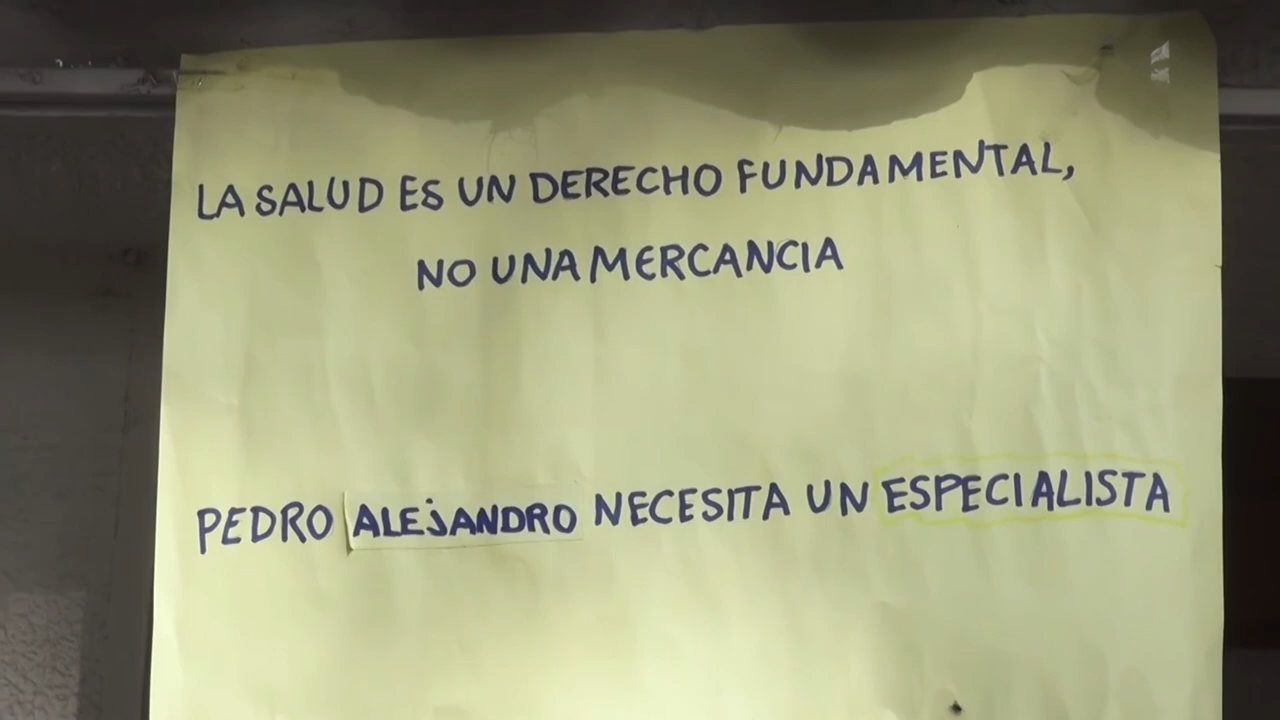 LA SALUD ES UN DERECHO FUNDAMENTAL,
NO UNA MERCANCIA
PEDRO ALEjANDRO NECESITA UN ESPECIALISTA